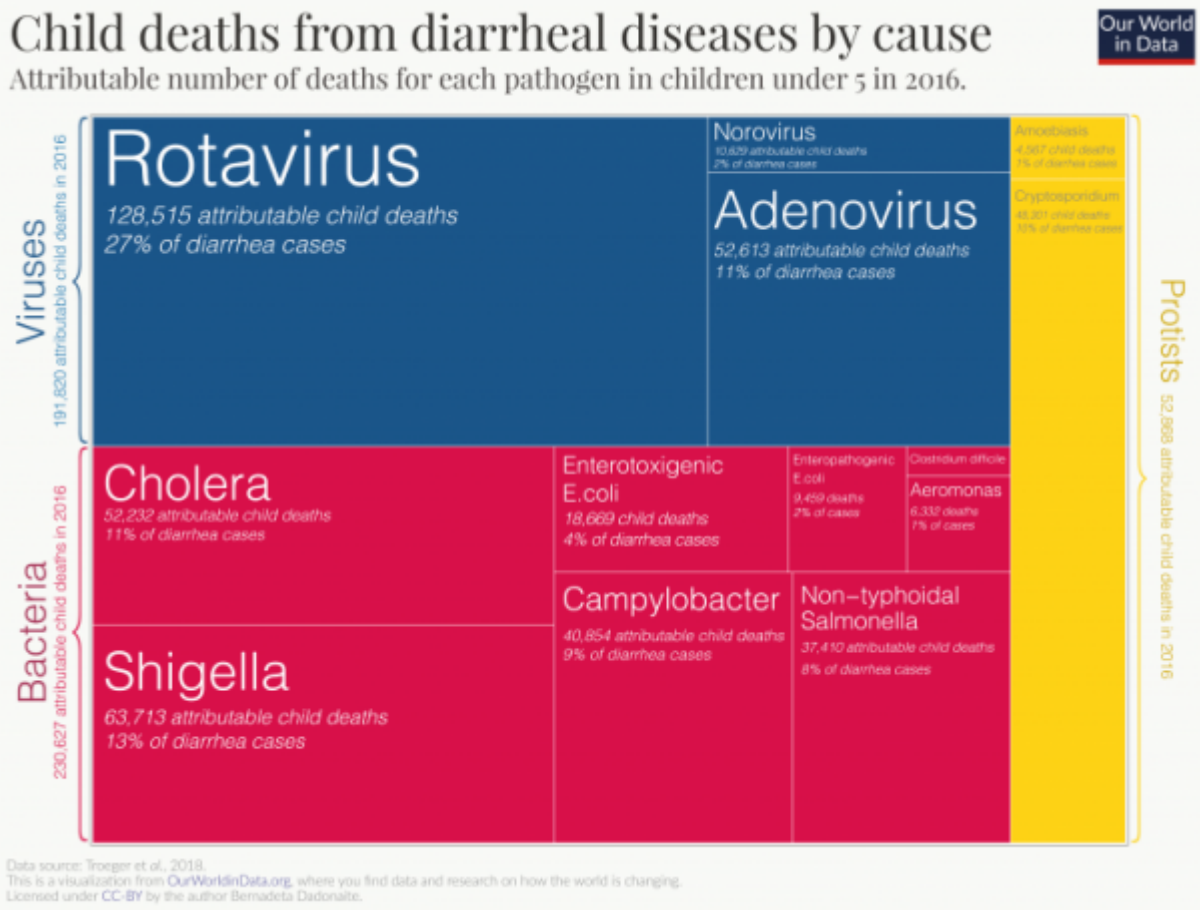 Child deaths from diarrheal diseases by cause
Attributable number of deaths for each pathogen in children under 5 in 2016.
Our World
in Data
Viruses
191,820 attributable child deaths in 2016
Rotavirus
128,515 attributable child deaths
27% of diarrhea cases
Norovirus
10,629 attributable child deaths
2% of diarrhea cases
Adenovirus
52,613 attributable child deaths
11% of diarrhea cases
Amoebiasis
4,567 child deaths
1% of diarrhea cases
Cryptosporidium
48,301 child deaths
10% of diarrhea cases
Protists
52,868 attributable child deaths in 2016
Bacteria
230,627 attributable child deaths in 2016
Cholera
52,232 attributable child deaths
11% of diarrhea cases
Shigella
63,713 attributable child deaths
13% of diarrhea cases
Enterotoxigenic
E.coli
18,669 child deaths
4% of diarrhea cases
Enteropathogenic
E.coli
9,459 deaths
2% of cases
Clostridium difficile
Aeromonas
6,332 deaths
1% of cases
Campylobacter
40,854 attributable child deaths
9% of diarrhea cases
Non-typhoidal
Salmonella
37,410 attributable child deaths
8% of diarrhea cases
Data source: Troeger et al., 2018.
This is a visualization from OurWorldinData.org, where you find data and research on how the world is changing.
Licensed under CC-BY by the author Bernadeta Dadonaite.